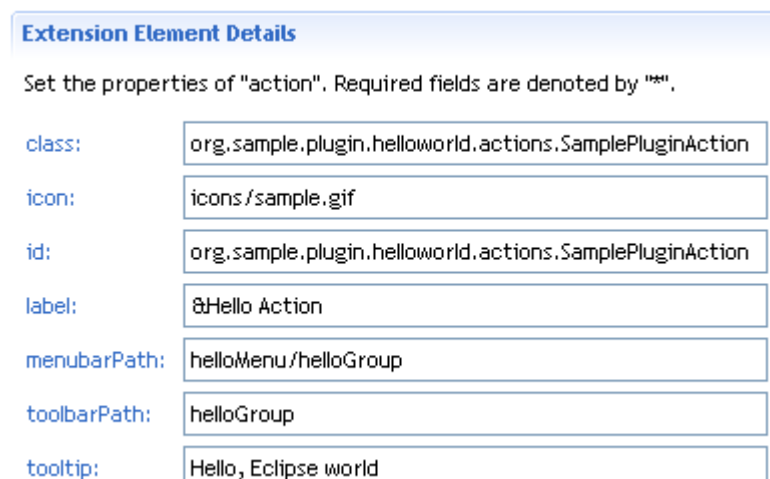 Extension Element Details
Set the properties of "action". Required fields are denoted by "*".
class: org.sample.plugin.helloworld.actions.SamplePluginAction
icon: icons/sample.gif
id: org.sample.plugin.helloworld.actions.SamplePluginAction
label: &Hello Action
menubarPath: helloMenu/helloGroup
toolbarPath: helloGroup
tooltip: Hello, Eclipse world